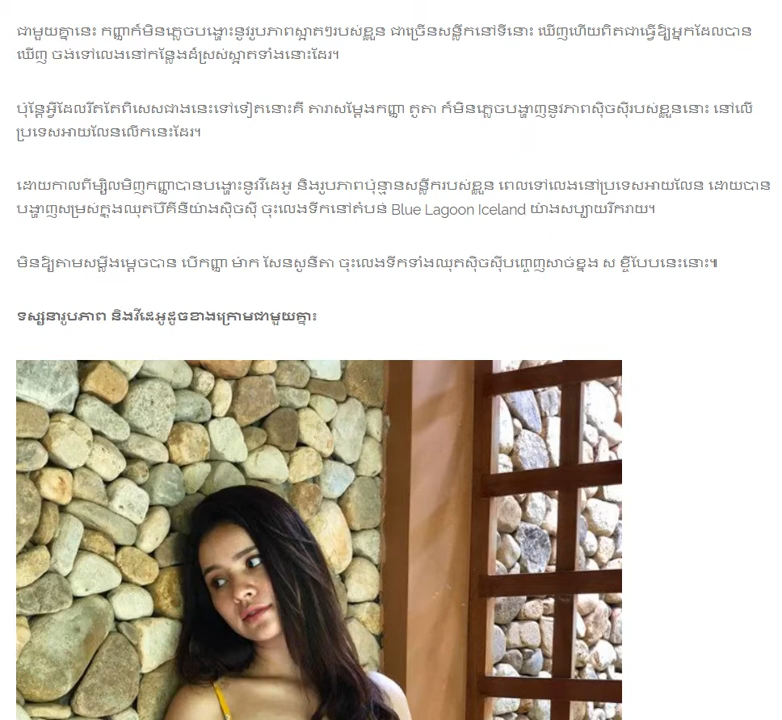 ជាមួយគ្នានេះ កញ្ញាក៏មិនភ្លេចបង្ហោះនូវរូបភាពស្អាតៗរបស់ខ្លួន ជាច្រើនសន្លឹកនៅទីនោះ ឃើញហើយពិតជាធ្វើឱ្យអ្នកដែលបាន
ឃើញ ចង់ទៅលេងនៅកន្លែងដ៏ស្រស់ស្អាតទាំងនោះដែរ។
ប៉ុន្តែអ្វីដែលរឹតតែពិសេសជាងនេះទៅទៀតនោះគឺ តារាសម្តែងកញ្ញា តូតា ក៏មិនភ្លេចបង្ហាញនូវភាពស៊ិចស៊ីរបស់ខ្លួននោះ នៅលើ
ប្រទេសអាយលែនលើកនេះដែរ។
ដោយកាលពីម្សិលមិញកញ្ញាបានបង្ហោះនូវវីដេអូ និងរូបភាពប៉ុន្មានសន្លឹករបស់ខ្លួន ពេលទៅលេងនៅប្រទេសអាយលែន ដោយបាន
បង្ហាញសម្រស់ក្នុងឈុតប៊ីគីនីយ៉ាងស៊ិចស៊ី ចុះលេងទឹកនៅតំបន់ Blue Lagoon Iceland យ៉ាងសប្បាយរីករាយ។
មិនឱ្យតាមសម្លឹងម្តេចបាន បើកញ្ញា ម៉ាក សែនសូនីតា ចុះលេងទឹកទាំងឈុតស៊ិចស៊ីបញ្ចេញសាច់ខ្នង ស ខ្ចីបែបនេះនោះ៕
ទស្សនារូបភាព និងវីដេអូដូចខាងក្រោមជាមួយគ្នា៖